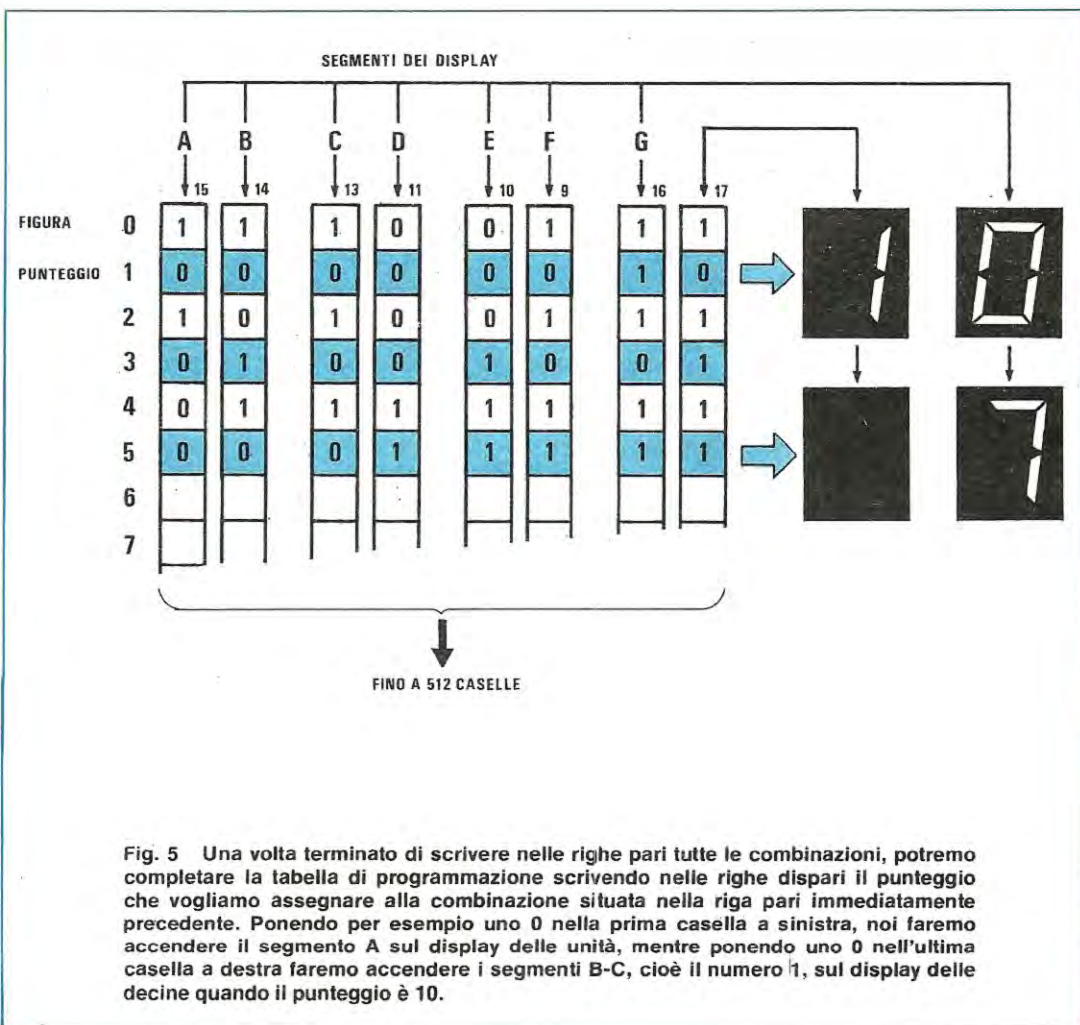 SEGMENTI DEI DISPLAY
A B C D E F G
15 14 13 11 10 9 16 17
FIGURA 0 1 1 1 0 0 1 1 1
PUNTEGGIO 1 0 0 0 0 0 0 1 0
2 1 0 1 0 0 1 1 1
3 0 1 0 0 1 0 0 1
4 0 1 1 1 1 1 1 1
5 0 0 0 1 1 1 1 1
6
7
1 0
7
FINO A 512 CASELLE
Fig. 5 Una volta terminato di scrivere nelle righe pari tutte le combinazioni, potremo
completare la tabella di programmazione scrivendo nelle righe dispari il punteggio
che vogliamo assegnare alla combinazione situata nella riga pari immediatamente
precedente. Ponendo per esempio uno 0 nella prima casella a sinistra, noi faremo
accendere il segmento A sul display delle unità, mentre ponendo uno 0 nell'ultima
casella a destra faremo accendere i segmenti B-C, cioè il numero 1, sul display delle
decine quando il punteggio è 10.